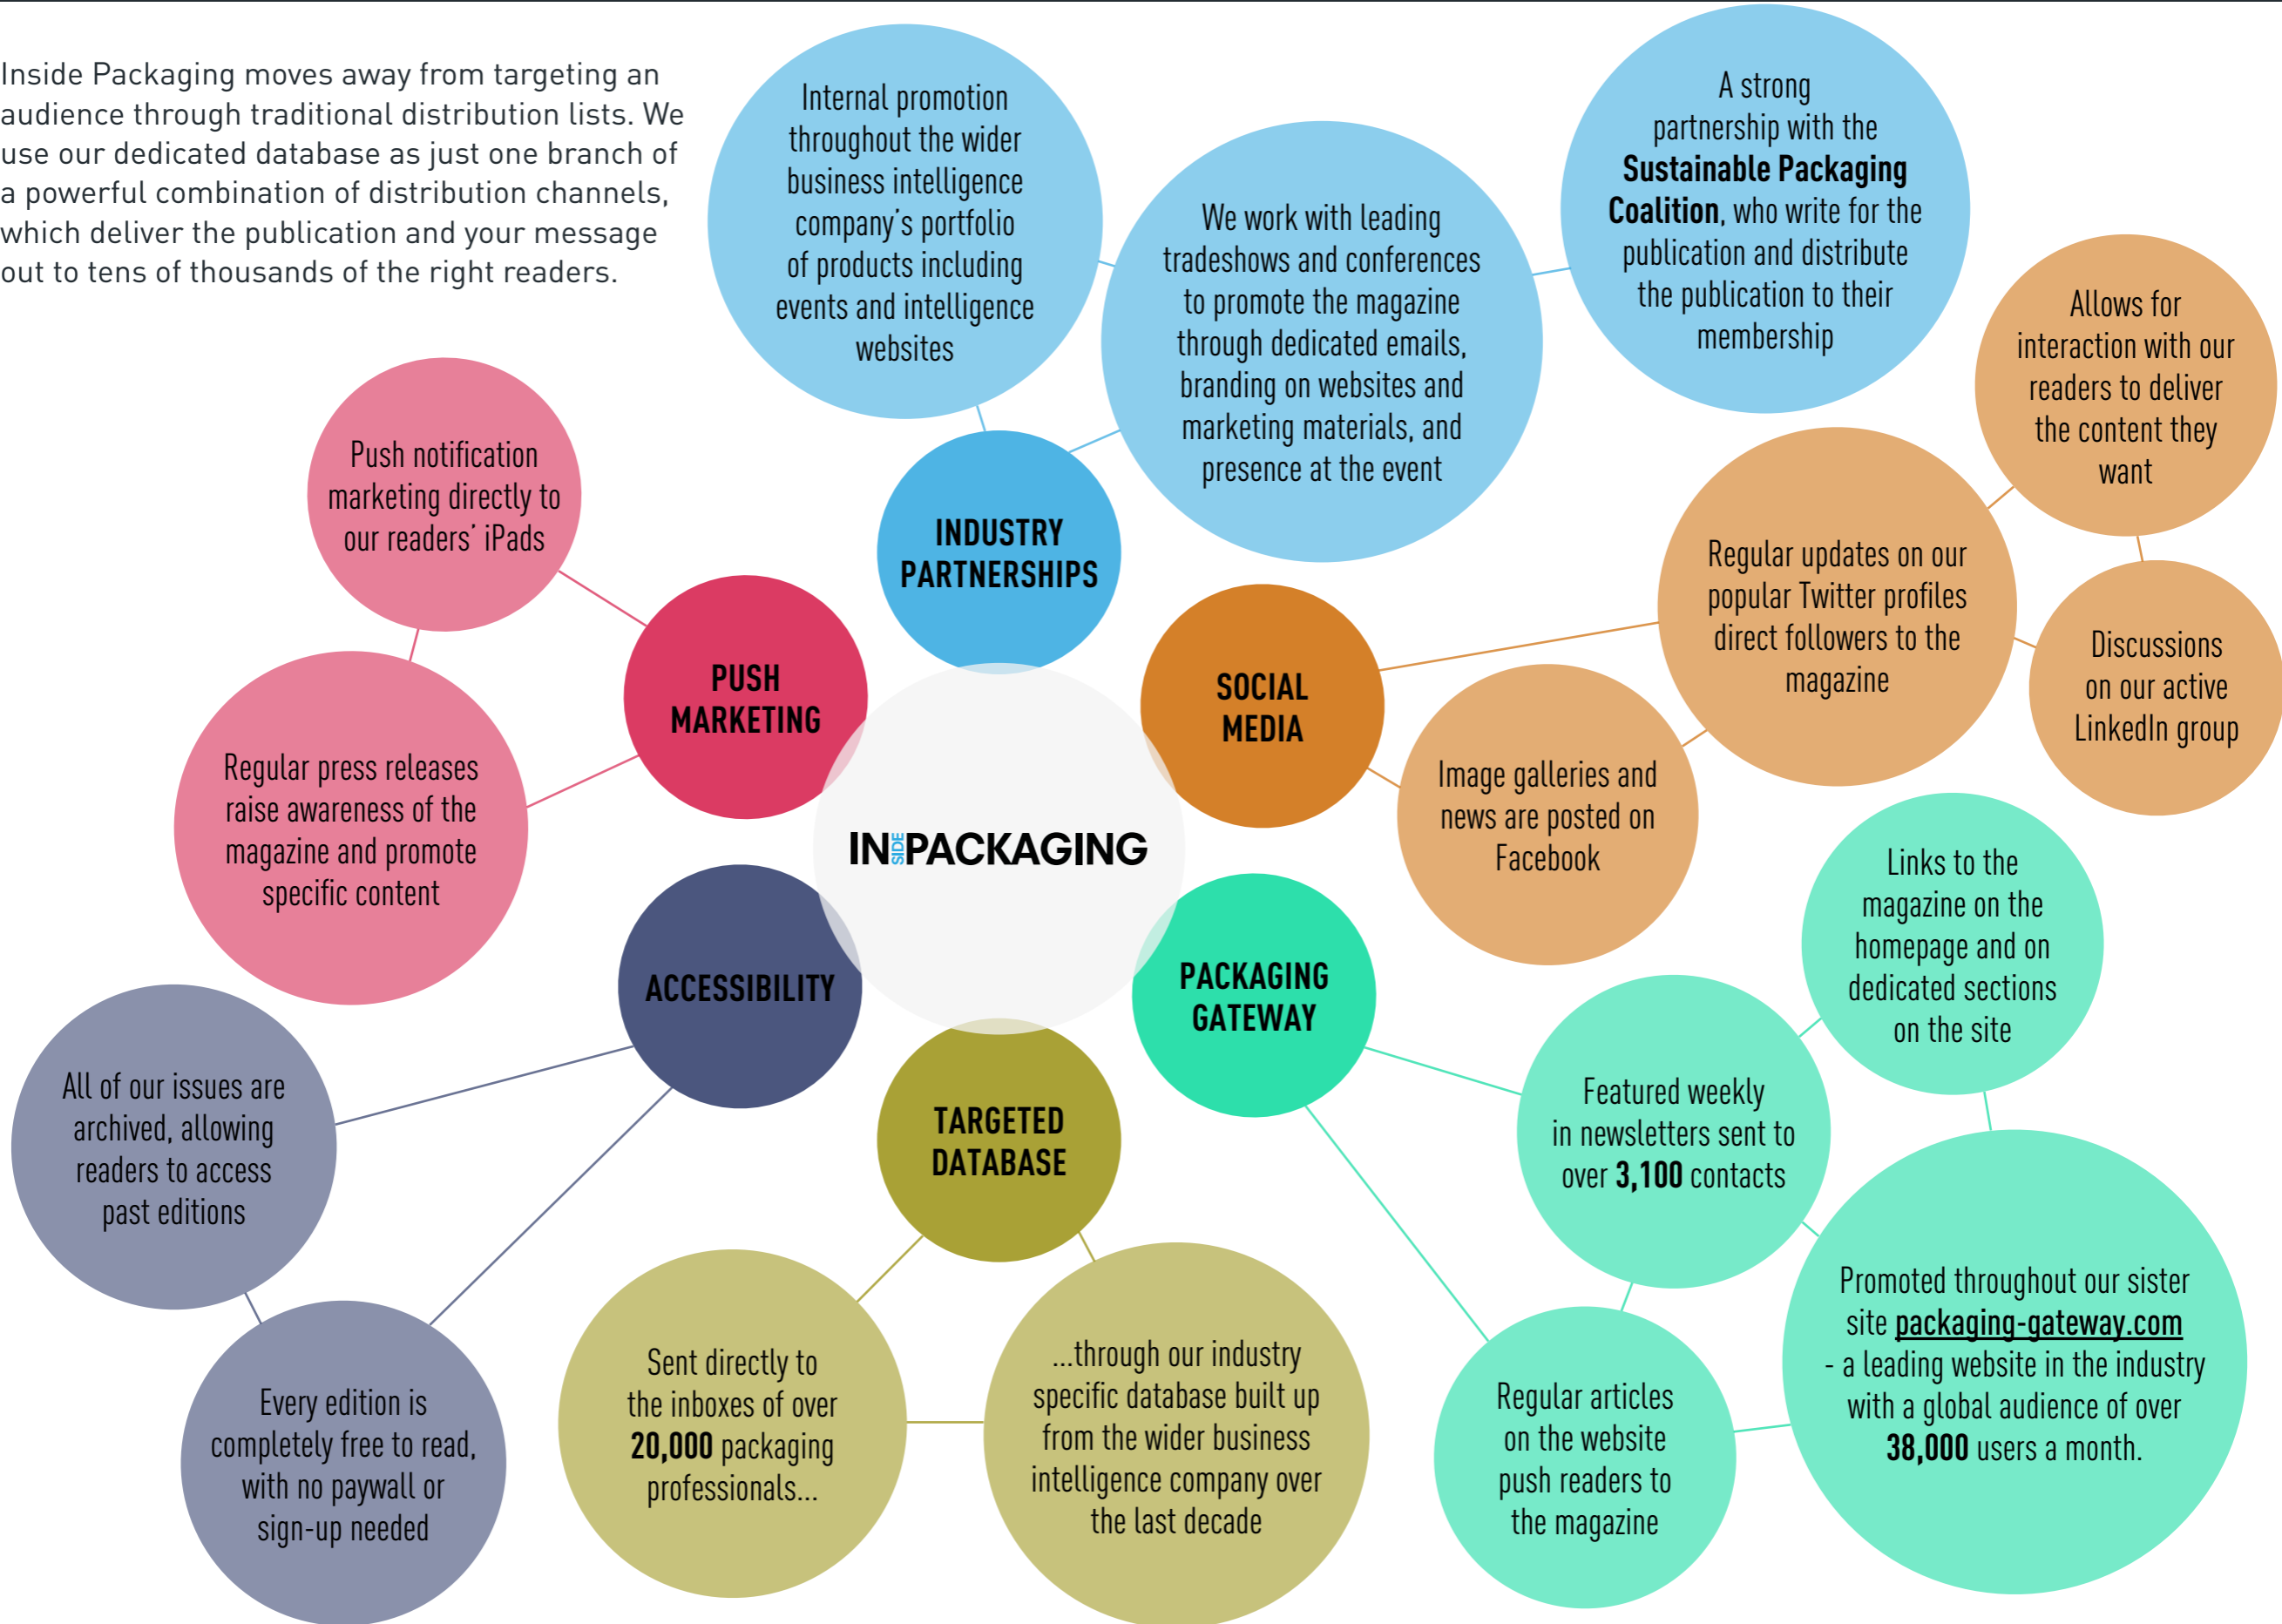 Inside Packaging moves away from targeting an
audience through traditional distribution lists. We
use our dedicated database as just one branch of
a powerful combination of distribution channels,
which deliver the publication and your message
out to tens of thousands of the right readers.
Internal promotion
throughout the wider
business intelligence
company's portfolio
of products including
events and intelligence
websites
We work with leading
tradeshows and conferences
to promote the magazine
through dedicated emails,
branding on websites and
marketing materials, and
presence at the event
A strong
partnership with the
Sustainable Packaging
Coalition, who write for the
publication and distribute
the publication to their
membership
Allows for
interaction with our
readers to deliver
the content they
want
Push notification
marketing directly to
our readers' iPads
INDUSTRY
PARTNERSHIPS
Regular updates on our
popular Twitter profiles
direct followers to the
magazine
Discussions
on our active
LinkedIn group
PUSH
MARKETING
SOCIAL
MEDIA
Regular press releases
raise awareness of the
magazine and promote
specific content
Image galleries and
news are posted on
Facebook
INSIDEPACKAGING
Links to the
magazine on the
homepage and on
dedicated sections
on the site
ACCESSIBILITY
PACKAGING
GATEWAY
All of our issues are
archived, allowing
readers to access
past editions
TARGETED
DATABASE
Featured weekly
in newsletters sent to
over 3,100 contacts
Every edition is
completely free to read,
with no paywall or
sign-up needed
Sent directly to
the inboxes of over
20,000 packaging
professionals...
...through our industry
specific database built up
from the wider business
intelligence company over
the last decade
Regular articles
on the website
push readers to
the magazine
Promoted throughout our sister
site packaging-gateway.com
- a leading website in the industry
with a global audience of over
38,000 users a month.